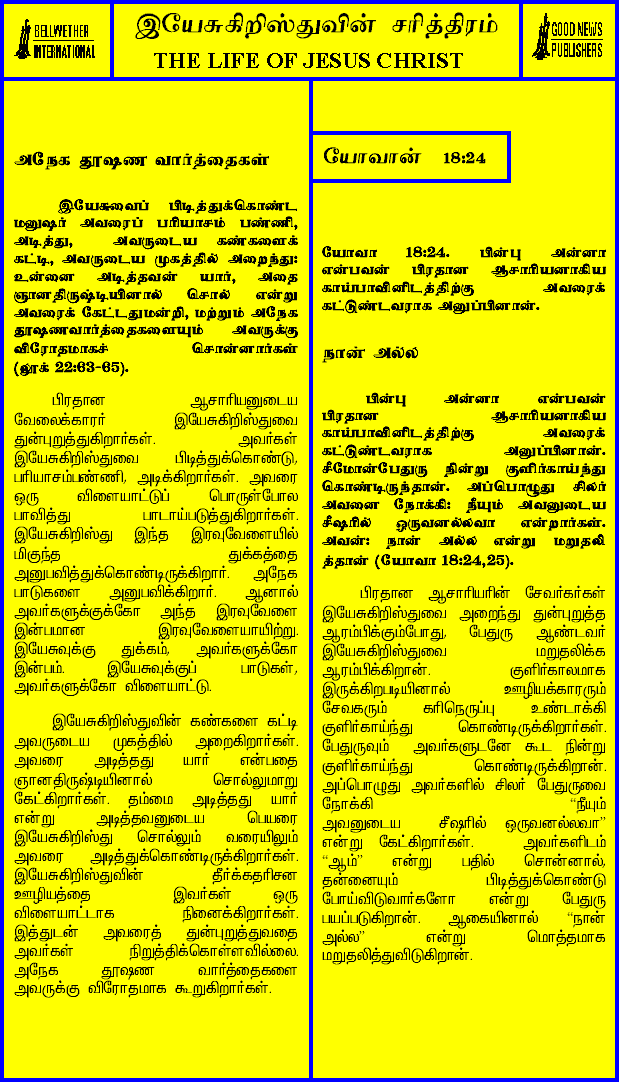 BELLWETHER
INTERNATIONAL
இயேசுகிறிஸ்துவின் சரித்திரம்
THE LIFE OF JESUS CHRIST
GOOD NEWS
PUBLISHERS
அநேக தூஷண வார்த்தைகள்
இயேசுவைப் பிடித்துக்கொண்ட
மனுஷர் அவரைப் பரியாசம் பண்ணி,
அடித்து, அவருடைய கண்களைக்
கட்டி, அவருடைய முகத்தில் அறைந்து:
உன்னை அடித்தவன் யார், அதை
ஞானதிருஷ்டியினால் சொல் என்று
அவரைக் கேட்டதுமன்றி, மற்றும் அநேக
தூஷணவார்த்தைகளையும் அவருக்கு
விரோதமாகச் சொன்னார்கள்
(லூக் 22:63-65).
பிரதான ஆசாரியனுடைய
வேலைக்காரர் இயேசுகிறிஸ்துவை
துன்புறுத்துகிறார்கள். அவர்கள்
இயேசுகிறிஸ்துவை பிடித்துக்கொண்டு,
பரியாசம்பண்ணி, அடிக்கிறார்கள். அவரை
ஒரு விளையாட்டுப் பொருள்போல
பாவித்து பாடாய்படுத்துகிறார்கள்.
இயேசுகிறிஸ்து இந்த இரவுவேளையில்
மிகுந்த துக்கத்தை
அனுபவித்துக்கொண்டிருக்கிறார். அநேக
பாடுகளை அனுபவிக்கிறார். ஆனால்
அவர்களுக்குக்கோ அந்த இரவுவேளை
இன்பமான இரவுவேளையாயிற்று.
இயேசுவுக்கு துக்கம், அவர்களுக்கோ
இன்பம். இயேசுவுக்குப் பாடுகள்,
அவர்களுக்கோ விளையாட்டு.
இயேசுகிறிஸ்துவின் கண்களை கட்டி
அவருடைய முகத்தில் அறைகிறார்கள்.
அவரை அடித்தது யார் என்பதை
ஞானதிருஷ்டியினால் சொல்லுமாறு
கேட்கிறார்கள். தம்மை அடித்தது யார்
என்று அடித்தவனுடைய பெயரை
இயேசுகிறிஸ்து சொல்லும் வரையிலும்
அவரை அடித்துக்கொண்டிருக்கிறார்கள்.
இயேசுகிறிஸ்துவின் தீர்க்கதரிசன
ஊழியத்தை இவர்கள் ஒரு
விளையாட்டாக நினைக்கிறார்கள்.
இத்துடன் அவரைத் துன்புறுத்துவதை
அவர்கள் நிறுத்திக்கொள்ளவில்லை.
அநேக தூஷண வார்த்தைகளை
அவருக்கு விரோதமாக கூறுகிறார்கள்.
யோவான் 18:24
யோவா 18:24. பின்பு அன்னா
என்பவன் பிரதான ஆசாரியனாகிய
காய்பாவினிடத்திற்கு அவரைக்
கட்டுண்டவராக அனுப்பினான்.
நான் அல்ல
பின்பு அன்னா என்பவன்
பிரதான ஆசாரியனாகிய
காய்பாவினிடத்திற்கு அவரைக்
கட்டுண்டவராக அனுப்பினான்.
சீமோன்பேதுரு நின்று குளிர்காய்ந்து
கொண்டிருந்தான். அப்பொழுது சிலர்
அவனை நோக்கி: நீயும் அவனுடைய
சீஷரில் ஒருவனல்லவா என்றார்கள்.
அவன்: நான் அல்ல என்று மறுதலி
த்தான் (யோவா 18:24,25).
பிரதான ஆசாரியரின் சேவர்கர்கள்
இயேசுகிறிஸ்துவை அறைந்து துன்புறுத்த
ஆரம்பிக்கும்போது, பேதுரு ஆண்டவர்
இயேசுகிறிஸ்துவை மறுதலிக்க
ஆரம்பிக்கிறான். குளிர்காலமாக
இருக்கிறபடியினால் ஊழியக்காரரும்
சேவகரும் கரிநெருப்பு உண்டாக்கி
குளிர்காய்ந்து கொண்டிருக்கிறார்கள்.
பேதுருவும் அவர்களுடனே கூட நின்று
குளிர்காய்ந்து கொண்டிருக்கிறான்.
அப்பொழுது அவர்களில் சிலர் பேதுருவை
நோக்கி “நீயும்
அவனுடைய சீஷரில் ஒருவனல்லவா”
என்று கேட்கிறார்கள். அவர்களிடம்
“ஆம்” என்று பதில் சொன்னால்,
தன்னையும் பிடித்துக்கொண்டு
போய்விடுவார்களோ என்று பேதுரு
பயப்படுகிறான். ஆகையினால் “நான்
அல்ல” என்று மொத்தமாக
மறுதலித்துவிடுகிறான்.